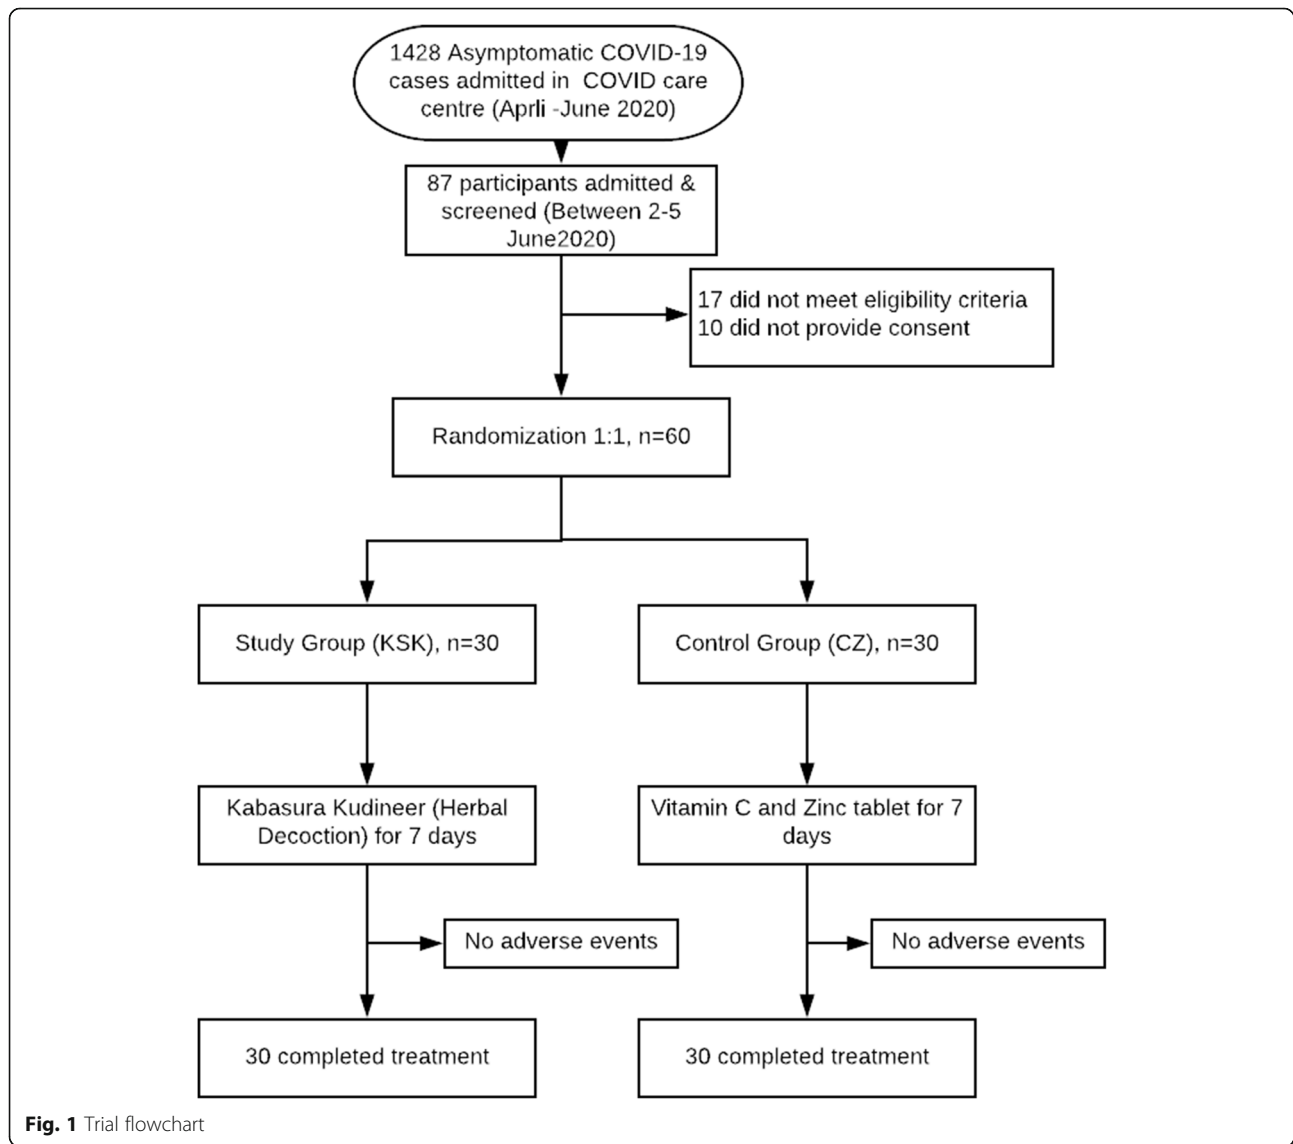 1428 Asymptomatic COVID-19
cases admitted in COVID care
centre (Aprli -June 2020)
87 participants admitted &
screened (Between 2-5
June2020)
17 did not meet eligibility criteria
10 did not provide consent
Randomization 1:1, n=60
Study Group (KSK), n=30
Control Group (CZ), n=30
Kabasura Kudineer (Herbal
Decoction) for 7 days
Vitamin C and Zinc tablet for 7
days
No adverse events
No adverse events
30 completed treatment
30 completed treatment
Fig. 1 Trial flowchart